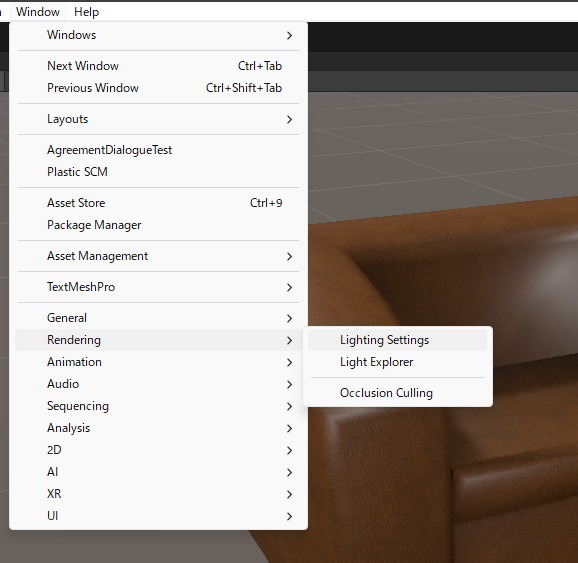 Window Help
Windows
Next Window Ctrl+Tab
Previous Window Ctrl+Shift+Tab
Layouts
AgreementDialogueTest
Plastic SCM
Asset Store Ctrl+9
Package Manager
Asset Management
TextMeshPro
General
Rendering
Animation
Audio
Sequencing
Analysis
2D
AI
XR
UI
Lighting Settings
Light Explorer
Occlusion Culling